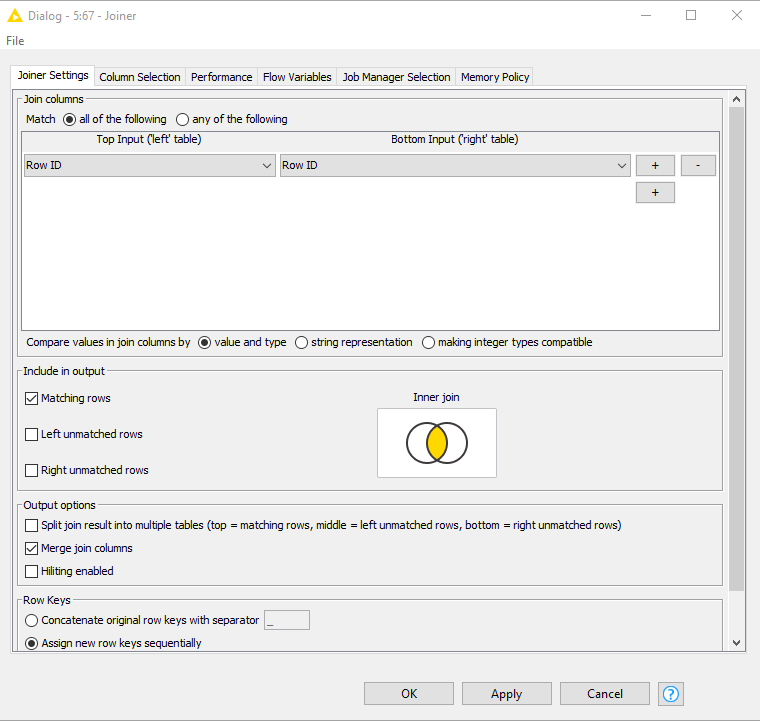 Dialog - 5:67 - Joiner
File
Joiner Settings Column Selection Performance Flow Variables Job Manager Selection Memory Policy
Join columns
Match all of the following any of the following
Top Input ('left' table) Bottom Input ('right' table)
Row ID Row ID + -
+
Compare values in join columns by value and type string representation making integer types compatible
Include in output
Matching rows Inner join
Left unmatched rows
Right unmatched rows
Output options
Split join result into multiple tables (top = matching rows, middle = left unmatched rows, bottom = right unmatched rows)
Merge join columns
Hiliting enabled
Row Keys
Concatenate original row keys with separator _
Assign new row keys sequentially
OK Apply Cancel ?